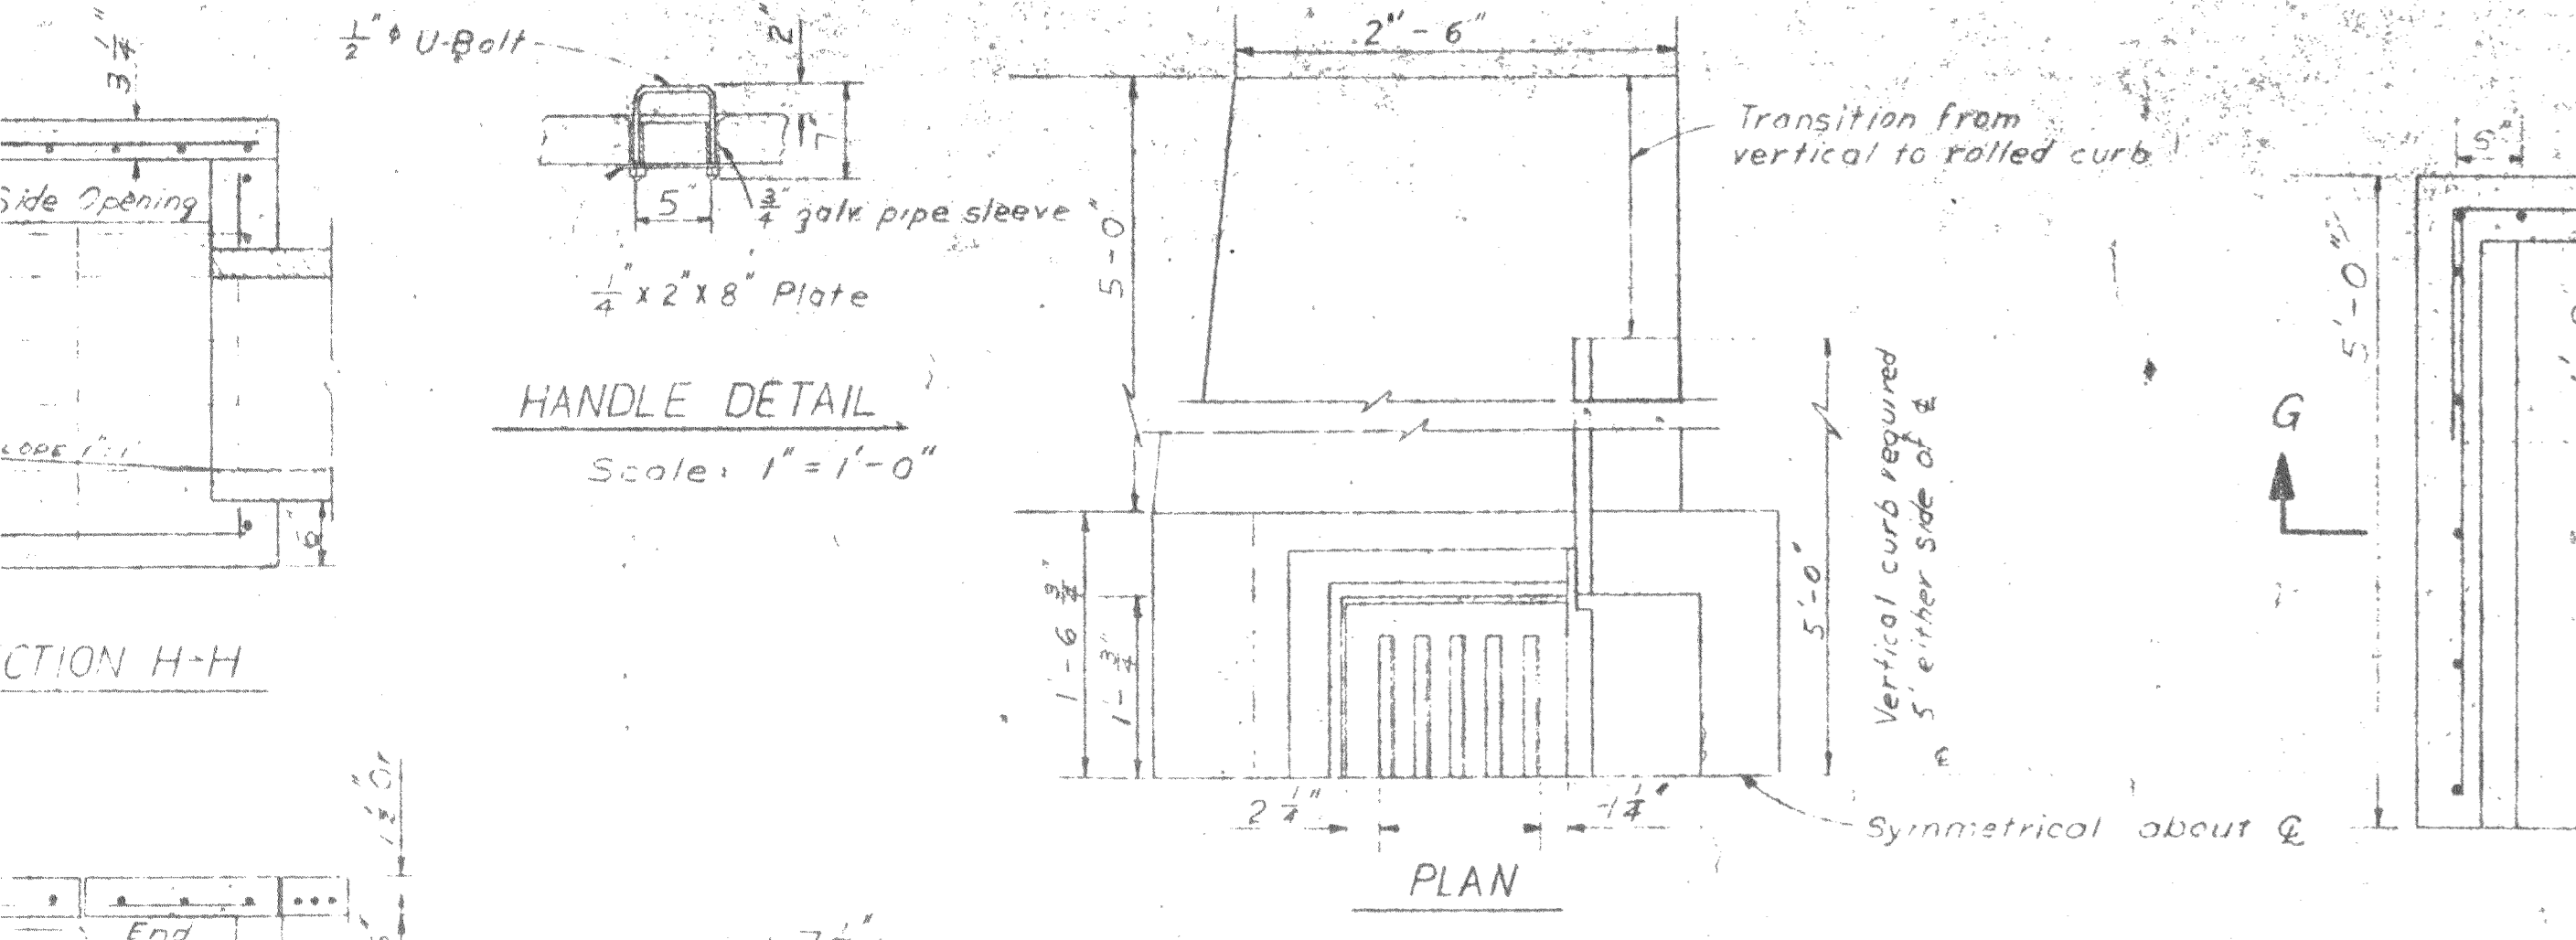 3 1/4"
1/2" ϕ U-Bolt
2"
7"
5"
3/4" galv pipe sleeve
1/4" x 2" x 8" Plate
HANDLE DETAIL
Scale: 1" = 1'-0"
Side Opening
SLOPE 1":1'
6"
CTION H-H
End
2'-6"
Transition from
vertical to rolled curb
5'-0"
1'-6 3/4"
1'-3/4"
5'-0"
Vertical curb required
5' either side of ℄
℄
2 1/4"
1 1/4"
Symmetrical about ℄
PLAN
5"
5'-0"
G